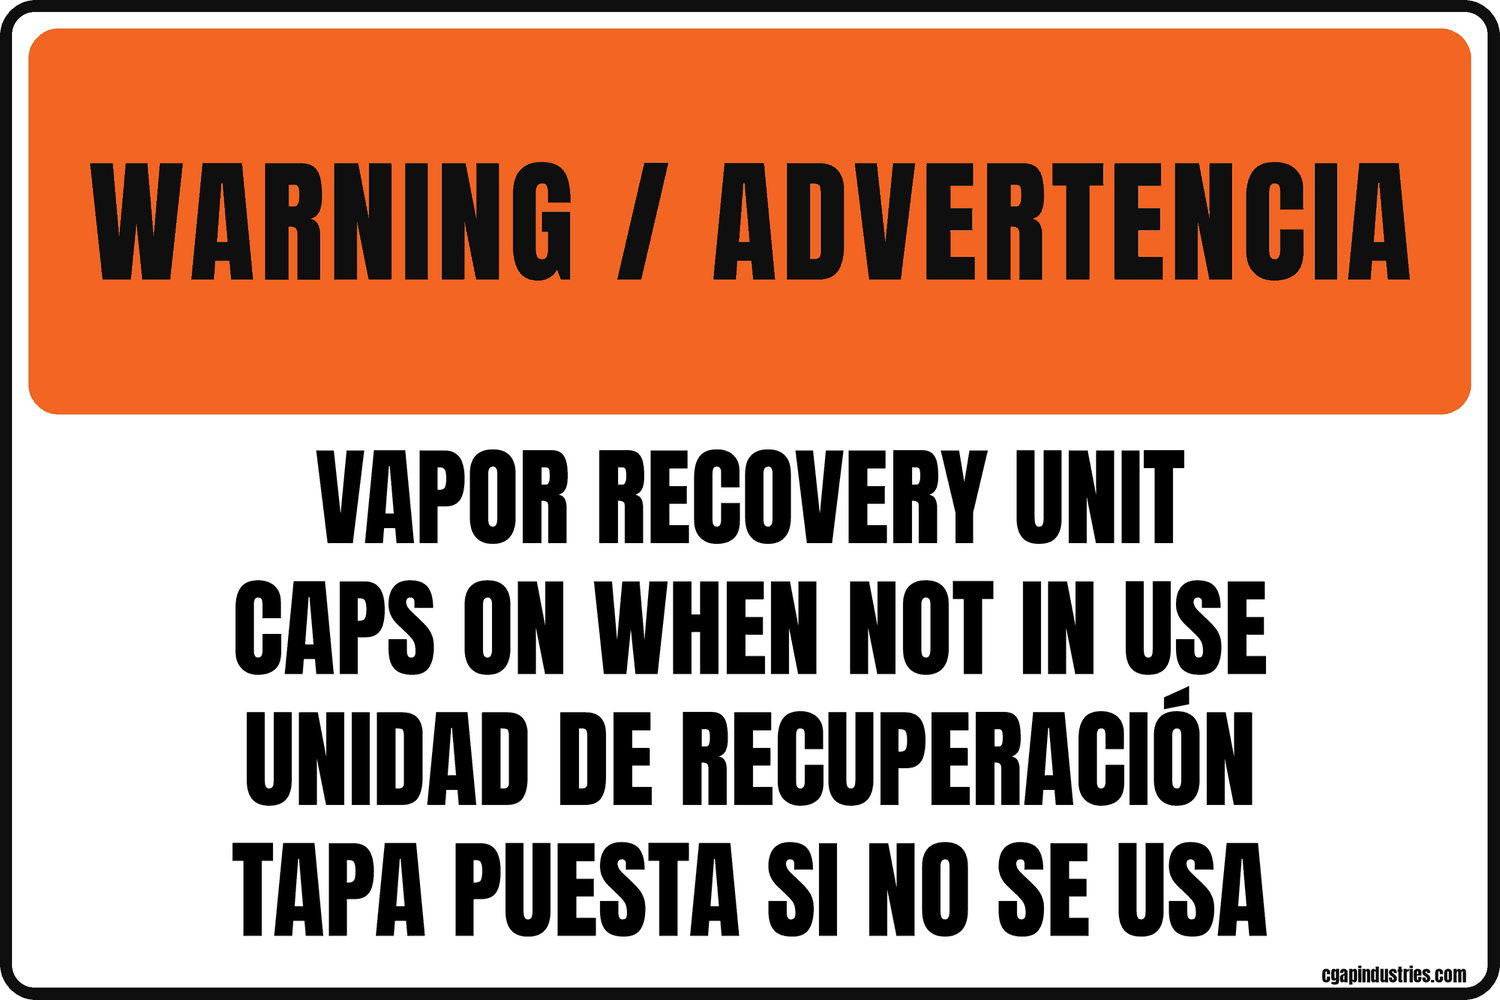 WARNING / ADVERTENCIA
VAPOR RECOVERY UNIT
CAPS ON WHEN NOT IN USE
UNIDAD DE RECUPERACIÓN
TAPA PUESTA SI NO SE USA
cgapindustries.com